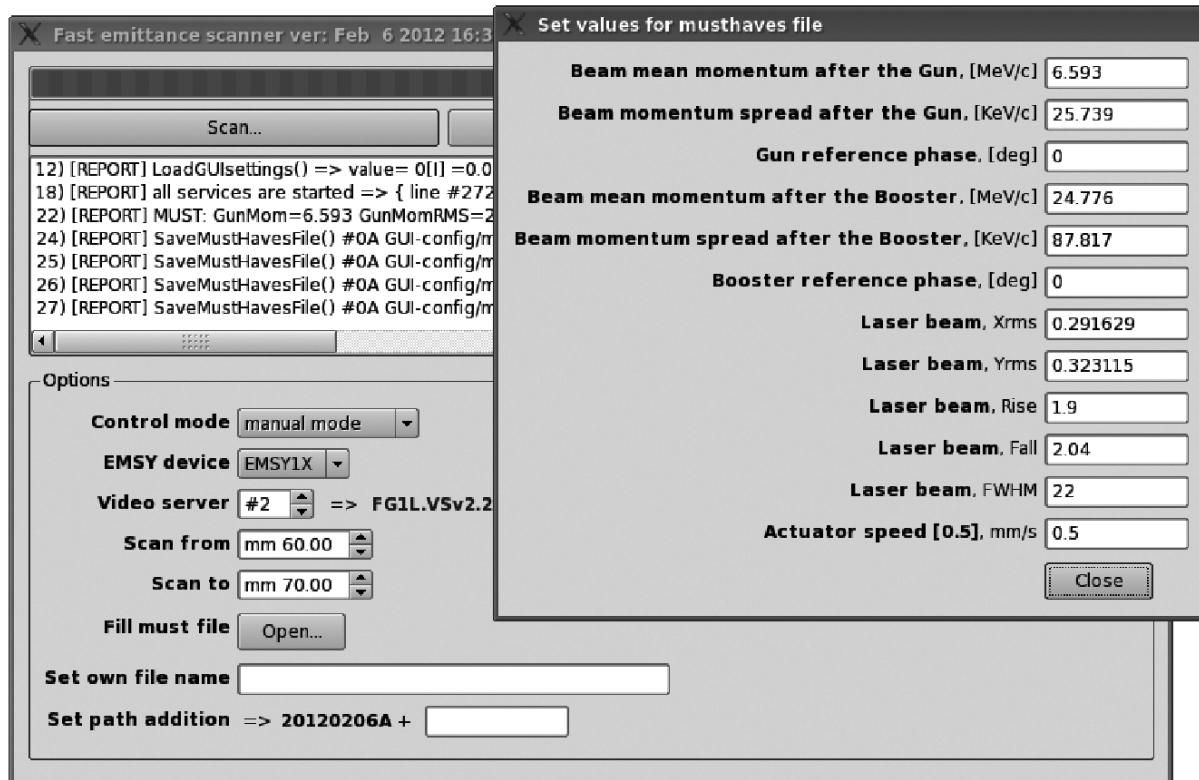 Fast emittance scanner ver: Feb 6 2012 16:3
Scan...
12) [REPORT] LoadGUIsettings() => value= 0[I] =0.0
18) [REPORT] all services are started => { line #272
22) [REPORT] MUST: GunMom=6.593 GunMomRMS=2
24) [REPORT] SaveMustHavesFile() #0A GUI-config/m
25) [REPORT] SaveMustHavesFile() #0A GUI-config/m
26) [REPORT] SaveMustHavesFile() #0A GUI-config/m
27) [REPORT] SaveMustHavesFile() #0A GUI-config/m
Options
Control mode manual mode
EMSY device EMSY1X
Video server #2 => FG1L.VSv2.2
Scan from mm 60.00
Scan to mm 70.00
Fill must file Open...
Set own file name
Set path addition => 20120206A +
Set values for musthaves file
Beam mean momentum after the Gun, [MeV/c] 6.593
Beam momentum spread after the Gun, [KeV/c] 25.739
Gun reference phase, [deg] 0
Beam mean momentum after the Booster, [MeV/c] 24.776
Beam momentum spread after the Booster, [KeV/c] 87.817
Booster reference phase, [deg] 0
Laser beam, Xrms 0.291629
Laser beam, Yrms 0.323115
Laser beam, Rise 1.9
Laser beam, Fall 2.04
Laser beam, FWHM 22
Actuator speed [0.5], mm/s 0.5
Close